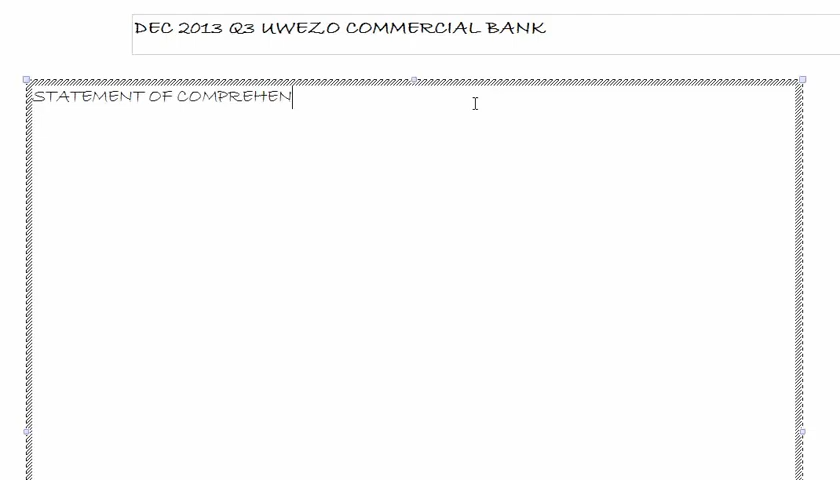 DEC 2013 Q3 UWEZO COMMERCIAL BANK
STATEMENT OF COMPREHEN